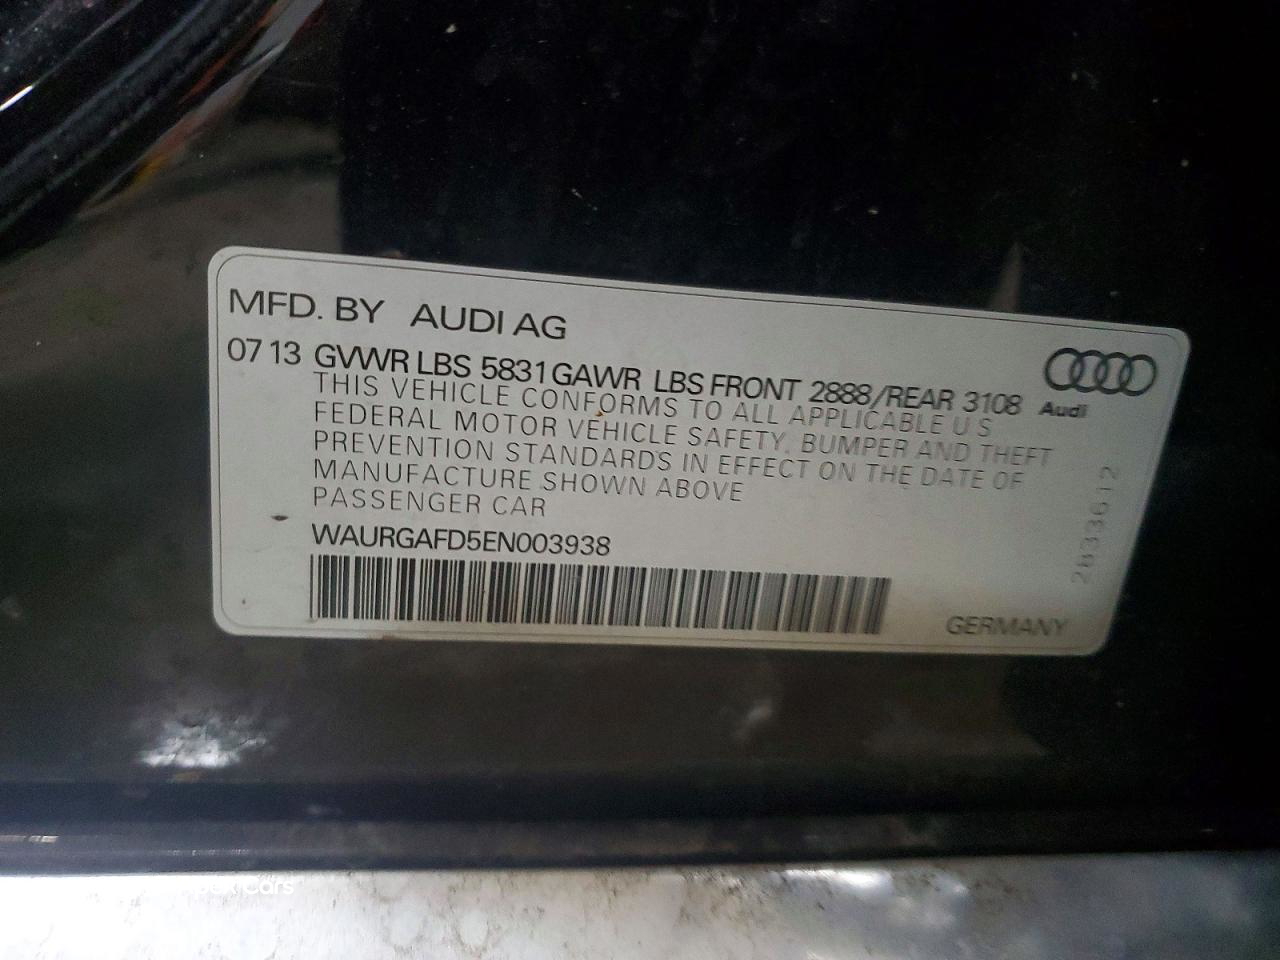 MFD. BY AUDI AG
07 13 GVWR LBS 5831 GAWR LBS FRONT 2888/REAR 3108
Audi
THIS VEHICLE CONFORMS TO ALL APPLICABLE U S
FEDERAL MOTOR VEHICLE SAFETY, BUMPER AND THEFT
PREVENTION STANDARDS IN EFFECT ON THE DATE OF
MANUFACTURE SHOWN ABOVE
PASSENGER CAR
WAURGAFD5EN003938
2833612
GERMANY
Cars